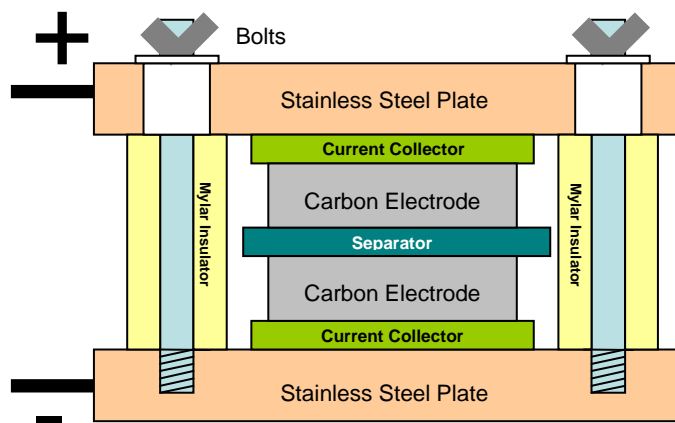 +
Bolts
Stainless Steel Plate
Current Collector
Carbon Electrode
Mylar Insulator
Separator
Mylar Insulator
Carbon Electrode
Current Collector
Stainless Steel Plate
-